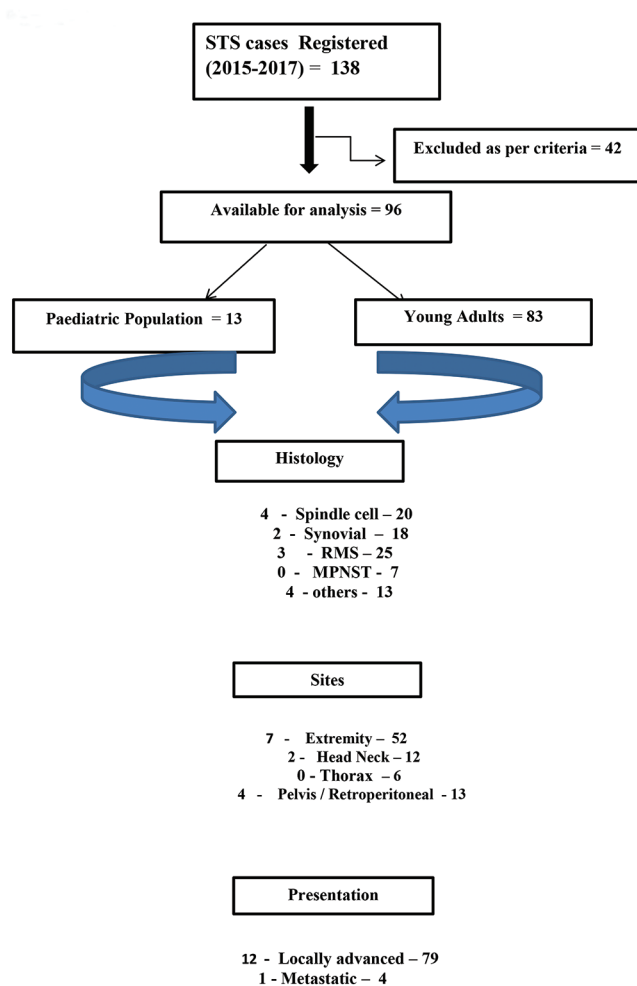 STS cases Registered
(2015-2017) = 138
Excluded as per criteria = 42
Available for analysis = 96
Paediatric Population = 13
Young Adults = 83
Histology
4 - Spindle cell – 20
2 - Synovial – 18
3 - RMS – 25
0 - MPNST - 7
4 - others - 13
Sites
7 - Extremity – 52
2 - Head Neck – 12
0 - Thorax – 6
4 - Pelvis / Retroperitoneal - 13
Presentation
12 - Locally advanced – 79
1 - Metastatic – 4